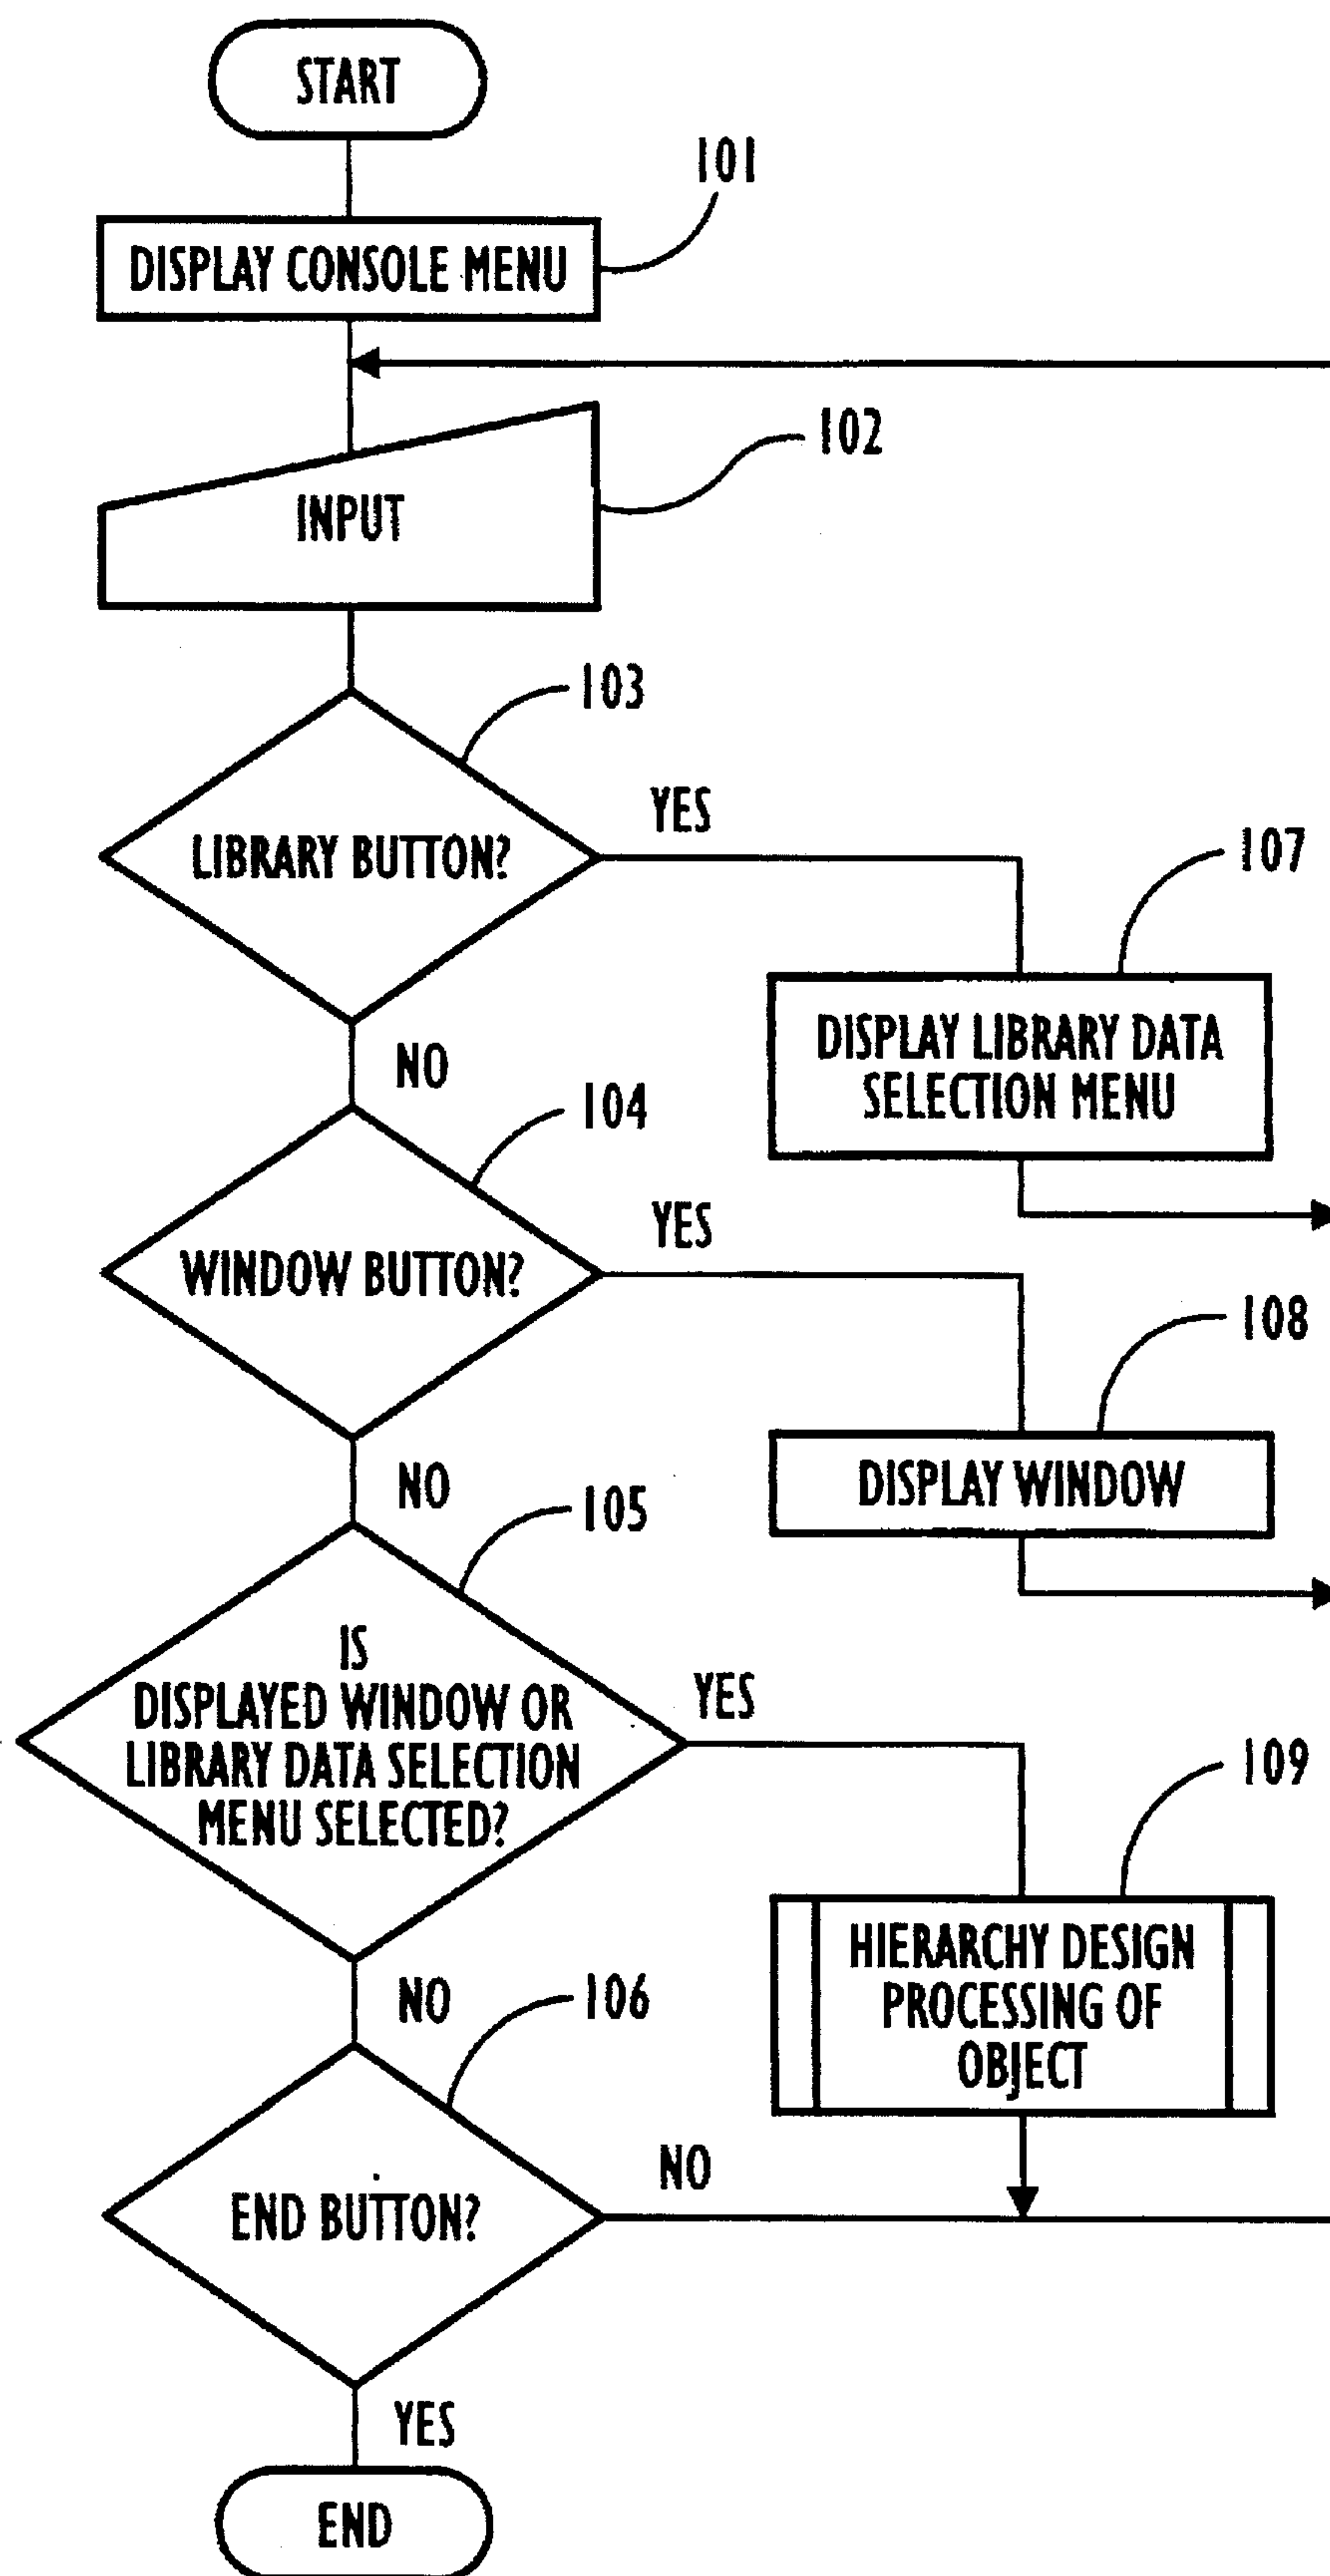 START
101
DISPLAY CONSOLE MENU
102
INPUT
103
LIBRARY BUTTON?
YES
107
DISPLAY LIBRARY DATA
SELECTION MENU
NO
104
WINDOW BUTTON?
YES
108
DISPLAY WINDOW
NO
105
IS
DISPLAYED WINDOW OR
LIBRARY DATA SELECTION
MENU SELECTED?
YES
109
HIERARCHY DESIGN
PROCESSING OF
OBJECT
NO
106
END BUTTON?
NO
YES
END